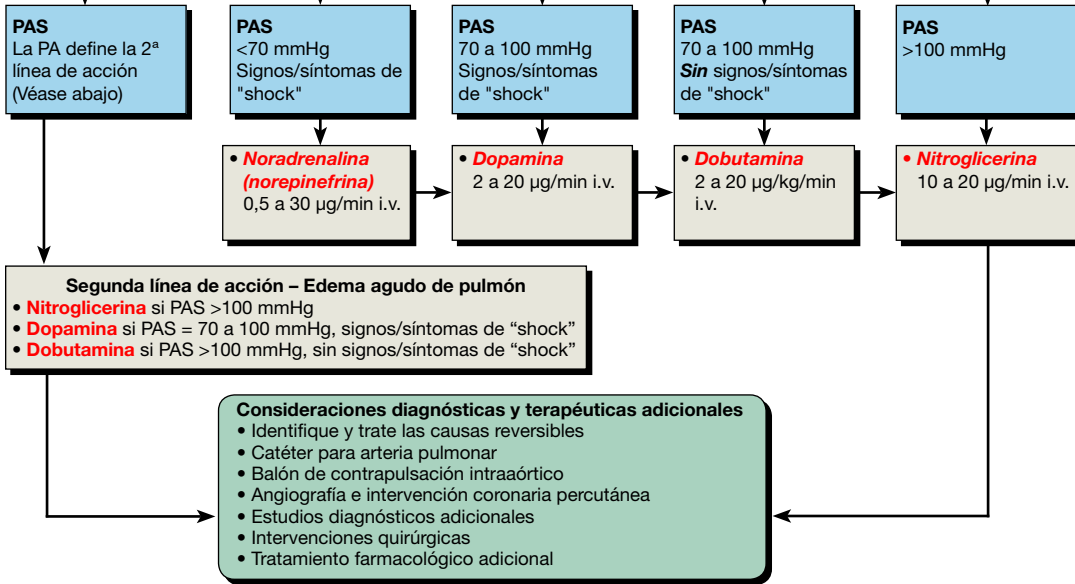 PAS
La PA define la 2ª
línea de acción
(Véase abajo)
PAS
<70 mmHg
Signos/síntomas de
"shock"
PAS
70 a 100 mmHg
Signos/síntomas
de "shock"
PAS
70 a 100 mmHg
Sin signos/síntomas
de "shock"
PAS
>100 mmHg
• Noradrenalina
(norepinefrina)
0,5 a 30 µg/min i.v.
• Dopamina
2 a 20 µg/min i.v.
• Dobutamina
2 a 20 µg/kg/min
i.v.
• Nitroglicerina
10 a 20 µg/min i.v.
Segunda línea de acción – Edema agudo de pulmón
• Nitroglicerina si PAS >100 mmHg
• Dopamina si PAS = 70 a 100 mmHg, signos/síntomas de “shock”
• Dobutamina si PAS >100 mmHg, sin signos/síntomas de “shock”
Consideraciones diagnósticas y terapéuticas adicionales
• Identifique y trate las causas reversibles
• Catéter para arteria pulmonar
• Balón de contrapulsación intraaórtico
• Angiografía e intervención coronaria percutánea
• Estudios diagnósticos adicionales
• Intervenciones quirúrgicas
• Tratamiento farmacológico adicional